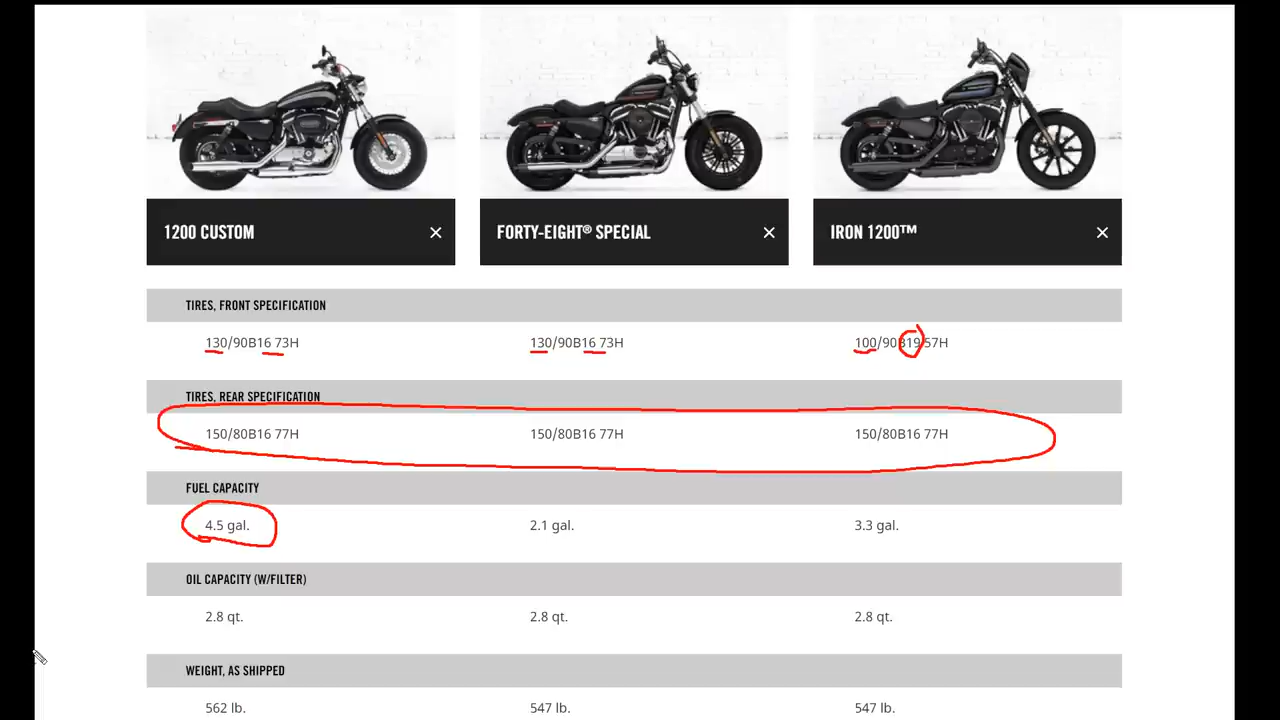 1200 CUSTOM × FORTY-EIGHT® SPECIAL × IRON 1200™ ×
TIRES, FRONT SPECIFICATION
130/90B16 73H 130/90B16 73H 100/90B19 57H
TIRES, REAR SPECIFICATION
150/80B16 77H 150/80B16 77H 150/80B16 77H
FUEL CAPACITY
4.5 gal. 2.1 gal. 3.3 gal.
OIL CAPACITY (W/FILTER)
2.8 qt. 2.8 qt. 2.8 qt.
WEIGHT, AS SHIPPED
562 lb. 547 lb. 547 lb.